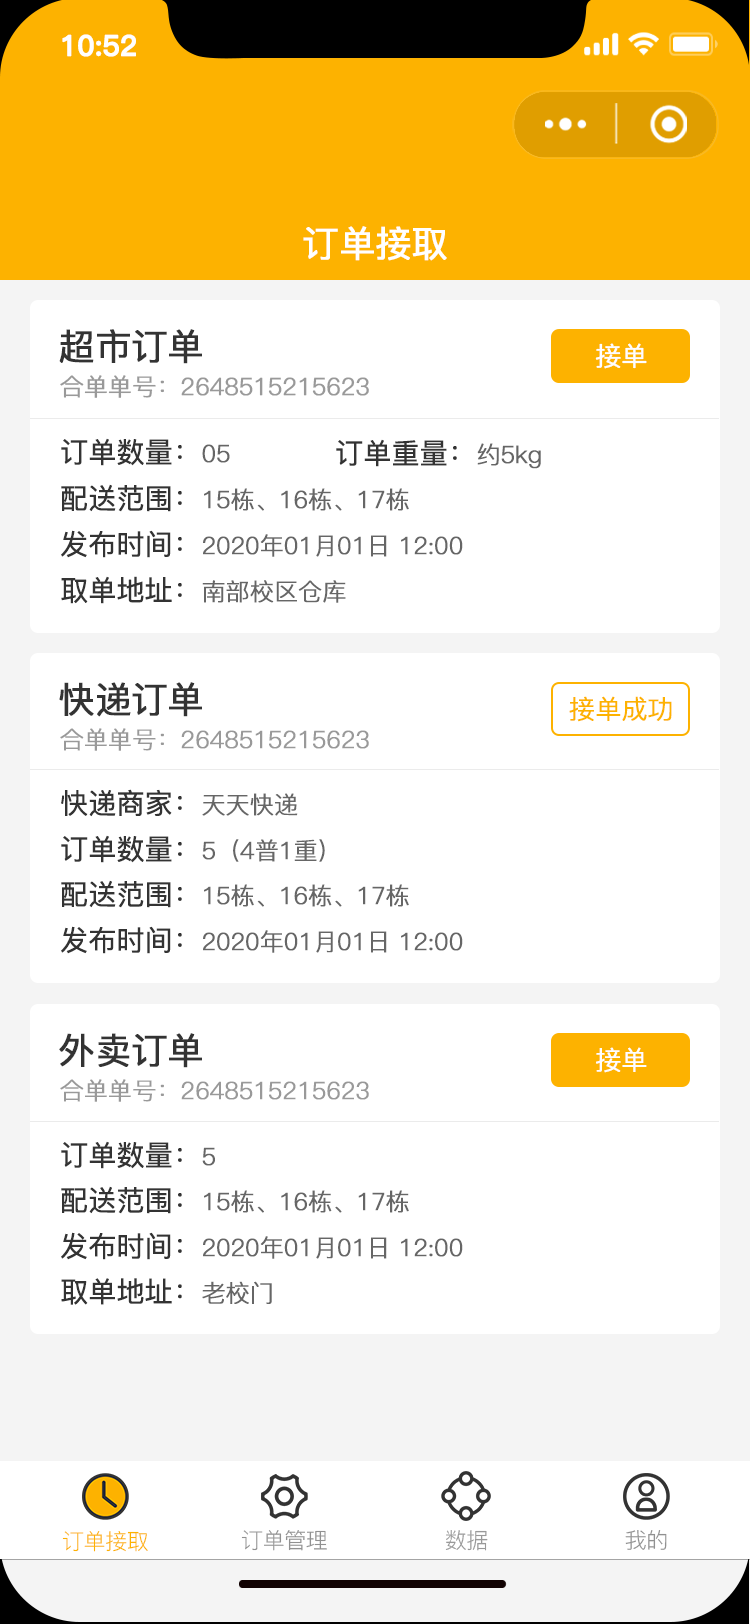 10:52
订单接取
超市订单
接单
合单单号：2648515215623
订单数量：05 订单重量：约5kg
配送范围：15栋、16栋、17栋
发布时间：2020年01月01日 12:00
取单地址：南部校区仓库
快递订单
接单成功
合单单号：2648515215623
快递商家：天天快递
订单数量：5（4普1重）
配送范围：15栋、16栋、17栋
发布时间：2020年01月01日 12:00
外卖订单
接单
合单单号：2648515215623
订单数量：5
配送范围：15栋、16栋、17栋
发布时间：2020年01月01日 12:00
取单地址：老校门
订单接取 订单管理 数据 我的